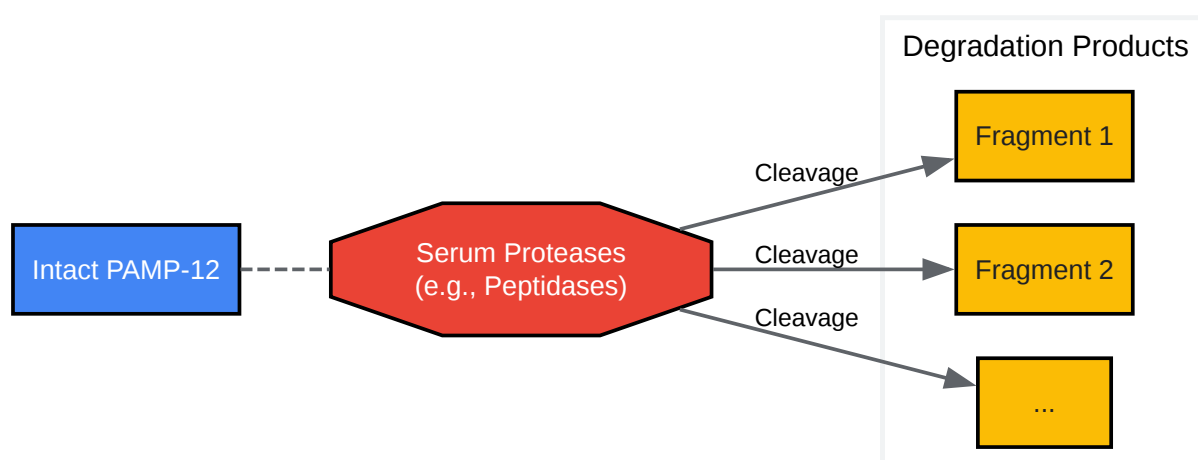 Degradation Products
Fragment 1
Cleavage
Intact PAMP-12
Serum Proteases
(e.g., Peptidases)
Cleavage
Fragment 2
Cleavage
...